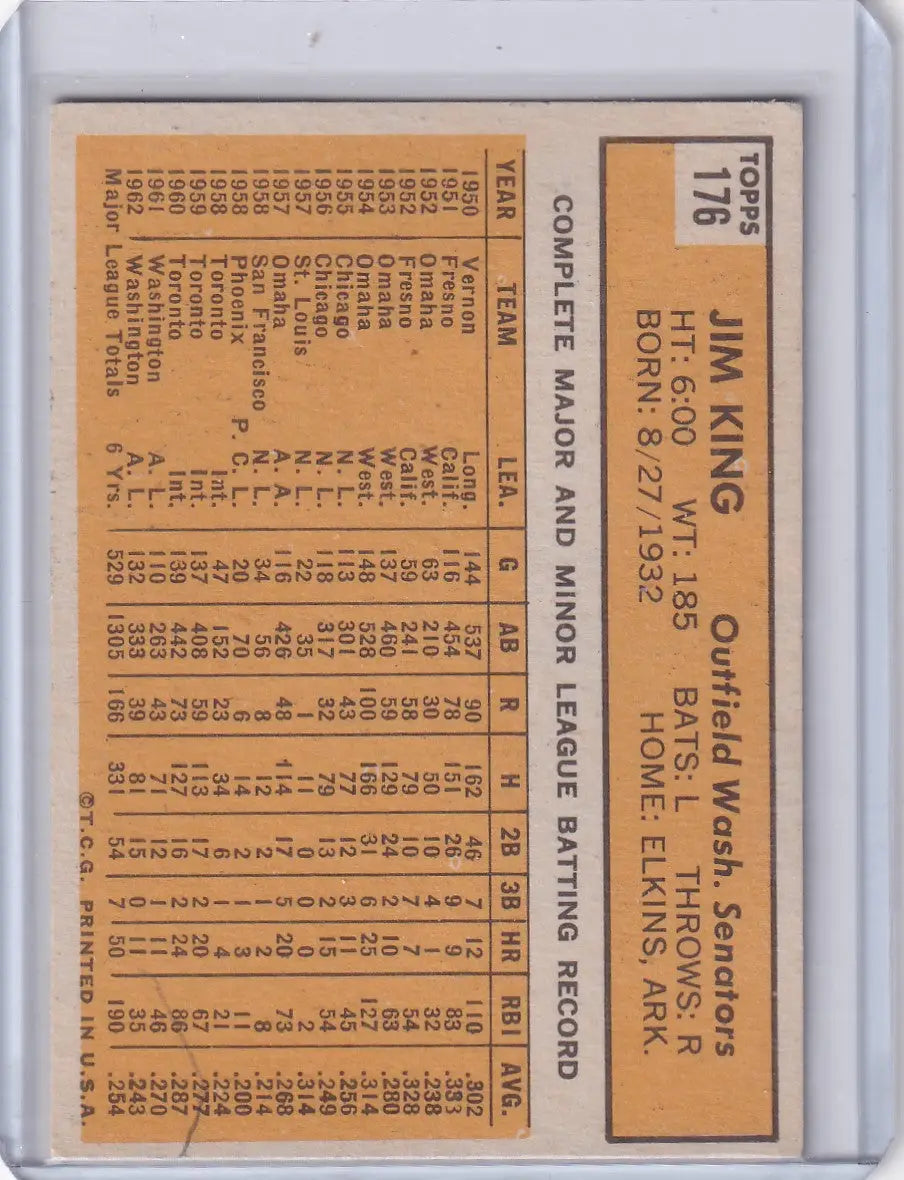 TOPPS
176
JIM KING Outfield Wash. Senators
HT: 6:00 WT: 185 BATS: L THROWS: R
BORN: 8/27/1932 HOME: ELKINS, ARK.
COMPLETE MAJOR AND MINOR LEAGUE BATTING RECORD
YEAR TEAM LEA. G AB R H 2B 3B HR RBI AVG.
1950 Vernon Long. 144 537 90 162 46 7 12 110 .302
1951 Fresno Calif. 116 454 78 151 26 9 9 83 .333
1952 Omaha West. 63 210 30 50 10 4 1 32 .238
1952 Fresno Calif. 59 241 58 79 10 7 7 54 .328
1953 Omaha West. 137 460 59 129 24 2 10 63 .280
1954 Omaha West. 148 528 100 166 31 6 25 127 .314
1955 Chicago N. L. 113 301 43 77 12 3 11 45 .256
1956 Chicago N. L. 118 317 32 79 13 2 15 54 .249
1957 St. Louis N. L. 22 35 1 11 0 0 0 2 .314
1957 Omaha A. A. 116 426 48 114 17 5 20 73 .268
1958 San Francisco N. L. 34 56 8 12 2 1 2 8 .214
1958 Phoenix P. C. L. 20 70 6 14 2 1 3 11 .200
1958 Toronto Int. 47 152 23 34 6 1 4 21 .224
1959 Toronto Int. 137 408 59 113 17 2 20 67 .277
1960 Toronto Int. 139 442 73 127 16 2 24 86 .287
1961 Washington A. L. 110 263 43 71 12 1 11 46 .270
1962 Washington A. L. 132 333 39 81 15 0 11 35 .243
Major League Totals 6 Yrs. 529 1305 166 331 54 7 50 190 .254
©T.C.G. PRINTED IN U.S.A.